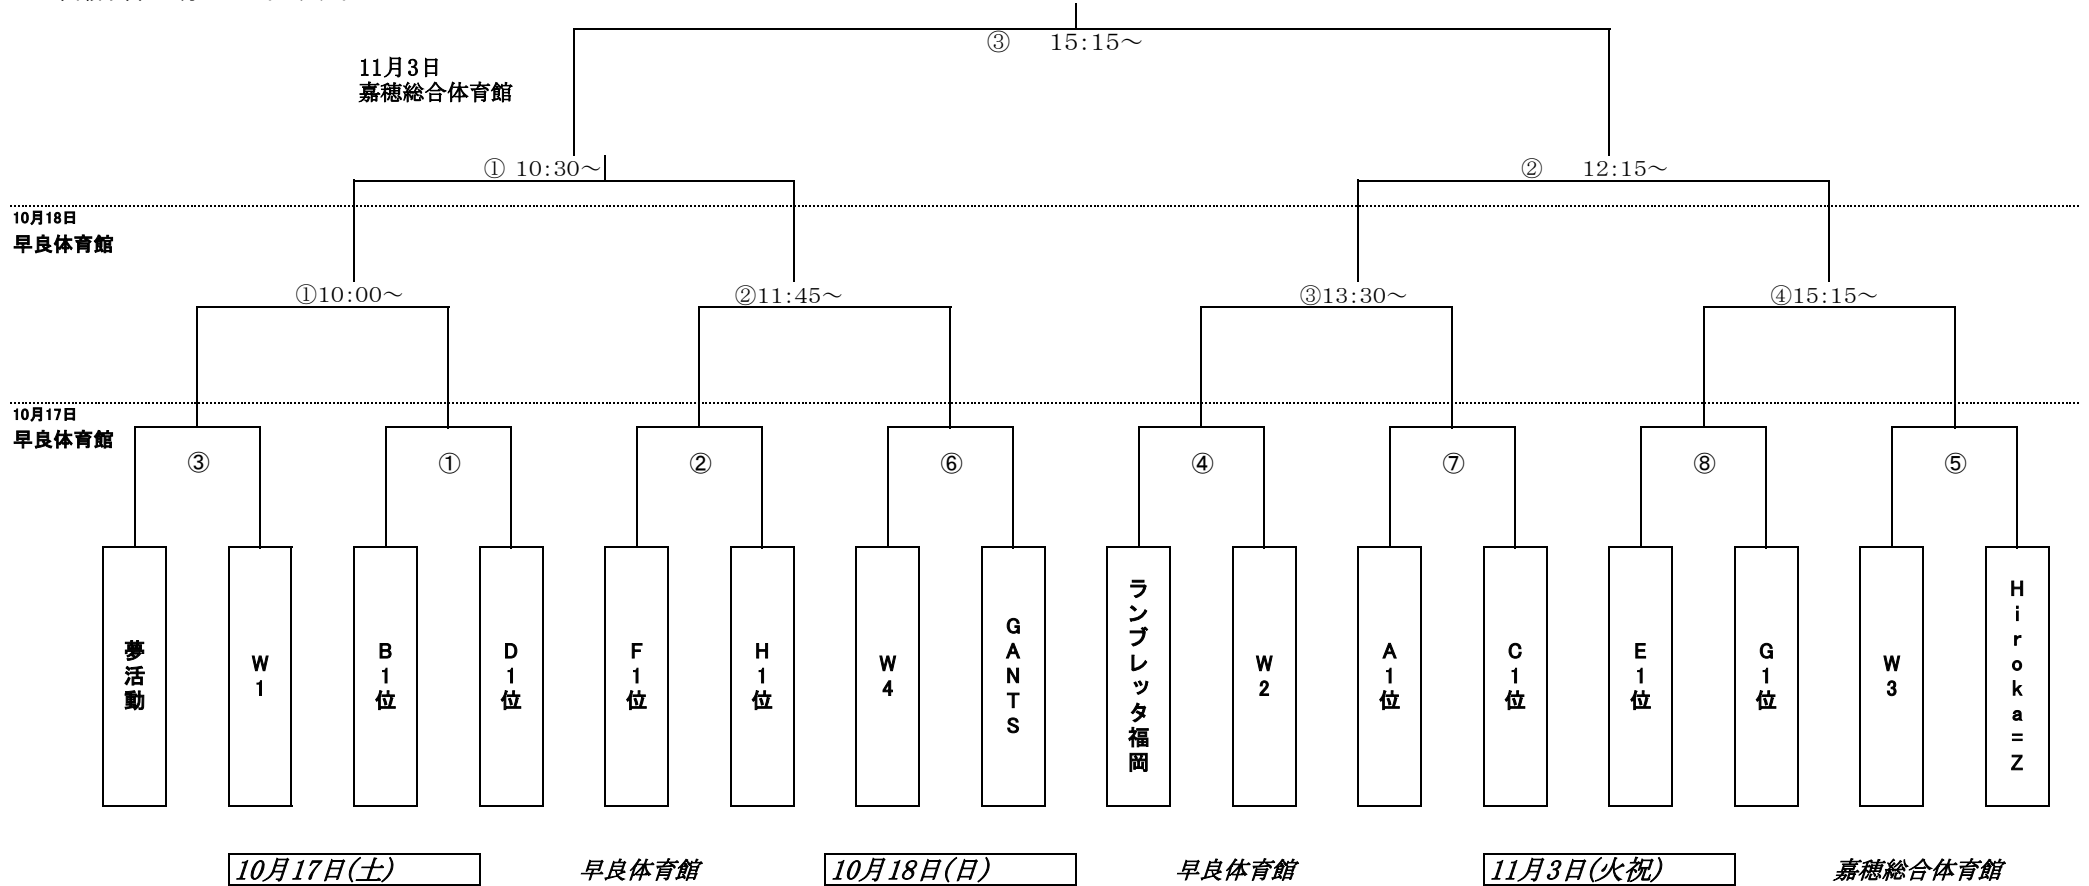 ③ 15:15～
11月3日
嘉穂総合体育館
① 10:30～
② 12:15～
10月18日
早良体育館
①10:00～
②11:45～
③13:30～
④15:15～
10月17日
早良体育館
③
①
②
⑥
④
⑦
⑧
⑤
夢活動
W1
B1位
D1位
F1位
H1位
W4
GANTS
ランブレッタ福岡
W2
A1位
C1位
E1位
G1位
W3
Hiroka=Z
10月17日(土)
早良体育館
10月18日(日)
早良体育館
11月3日(火祝)
嘉穂総合体育館